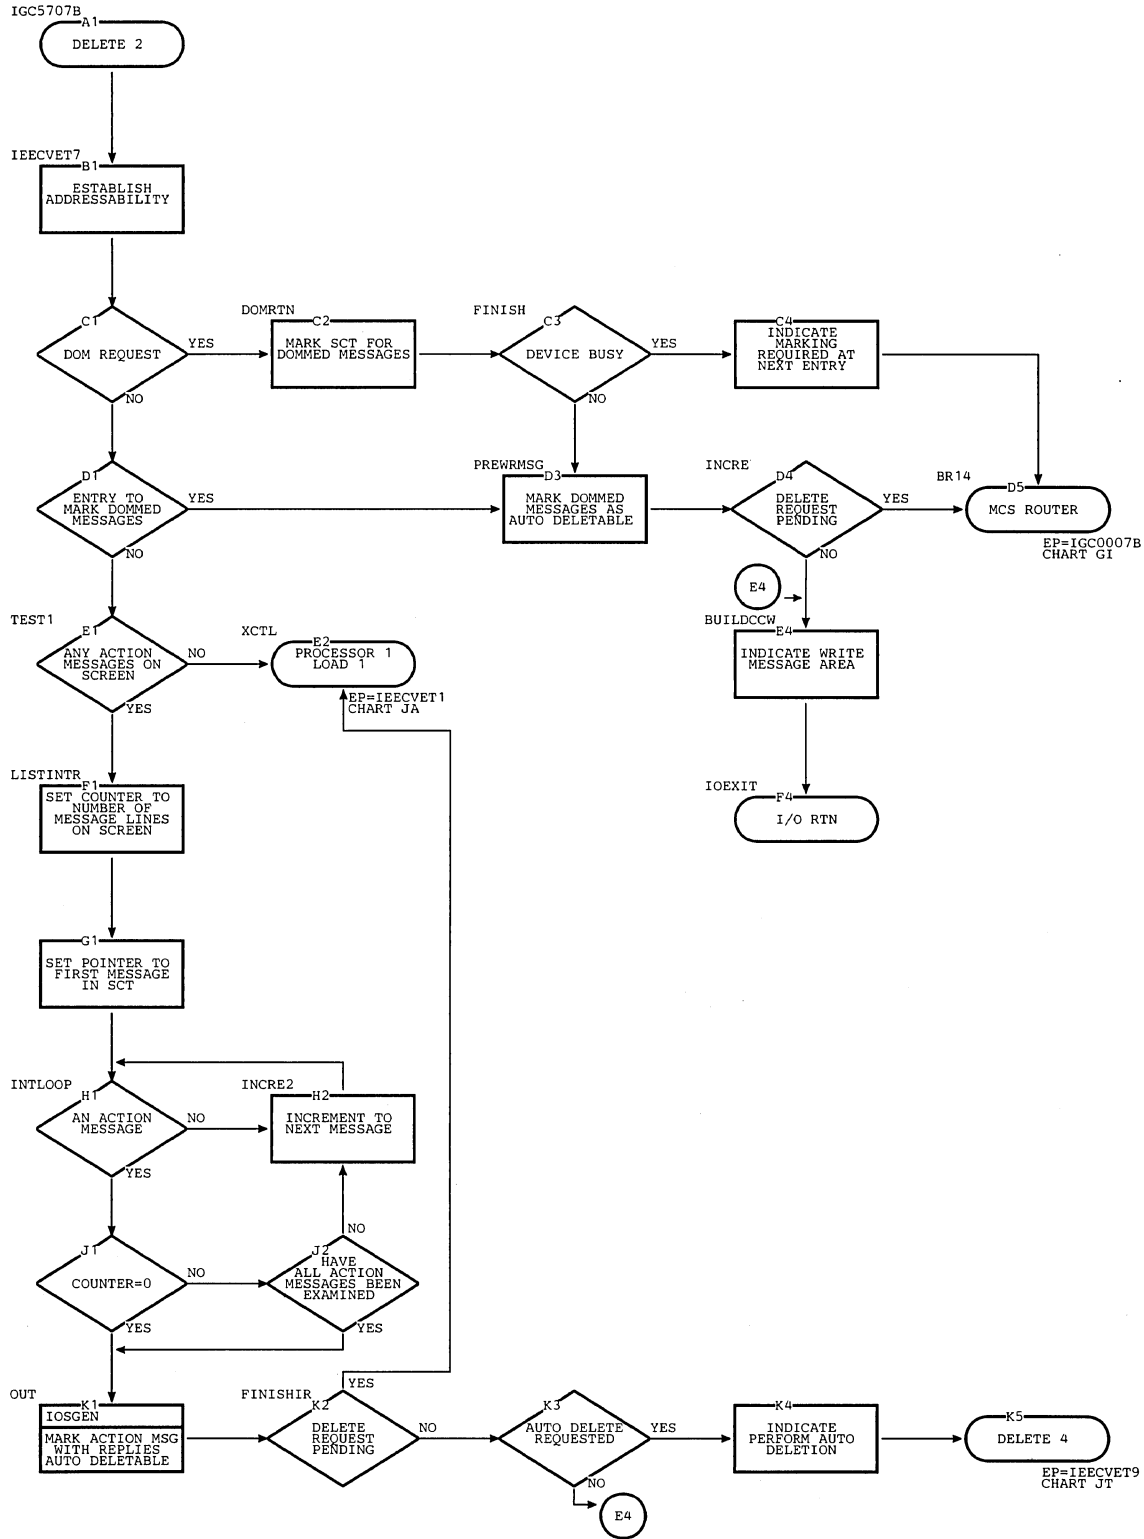 IGC5707B
A1
DELETE 2
IEECVET7
B1
ESTABLISH
ADDRESSABILITY
C1
DOM REQUEST
YES
NO
DOMRTN
C2
MARK SCT FOR
DOMMED MESSAGES
FINISH
C3
DEVICE BUSY
YES
NO
C4
INDICATE
MARKING
REQUIRED AT
NEXT ENTRY
D1
ENTRY TO
MARK DOMMED
MESSAGES
YES
NO
PREWRMSG
D3
MARK DOMMED
MESSAGES AS
AUTO DELETABLE
INCRE
D4
DELETE
REQUEST
PENDING
YES
NO
BR14
D5
MCS ROUTER
EP=IGC0007B
CHART GI
E4
TEST1
E1
ANY ACTION
MESSAGES ON
SCREEN
NO
YES
XCTL
E2
PROCESSOR 1
LOAD 1
EP=IEECVET1
CHART JA
BUILDCCW
E4
INDICATE WRITE
MESSAGE AREA
LISTINTR
F1
SET COUNTER TO
NUMBER OF
MESSAGE LINES
ON SCREEN
IOEXIT
F4
I/O RTN
G1
SET POINTER TO
FIRST MESSAGE
IN SCT
INTLOOP
H1
AN ACTION
MESSAGE
NO
YES
INCRE2
H2
INCREMENT TO
NEXT MESSAGE
J1
COUNTER=0
NO
YES
NO
J2
HAVE
ALL ACTION
MESSAGES BEEN
EXAMINED
YES
OUT
K1
IOSGEN
MARK ACTION MSG
WITH REPLIES
AUTO DELETABLE
FINISHIR
YES
K2
DELETE
REQUEST
PENDING
NO
K3
AUTO DELETE
REQUESTED
YES
NO
E4
K4
INDICATE
PERFORM AUTO
DELETION
K5
DELETE 4
EP=IEECVET9
CHART JT